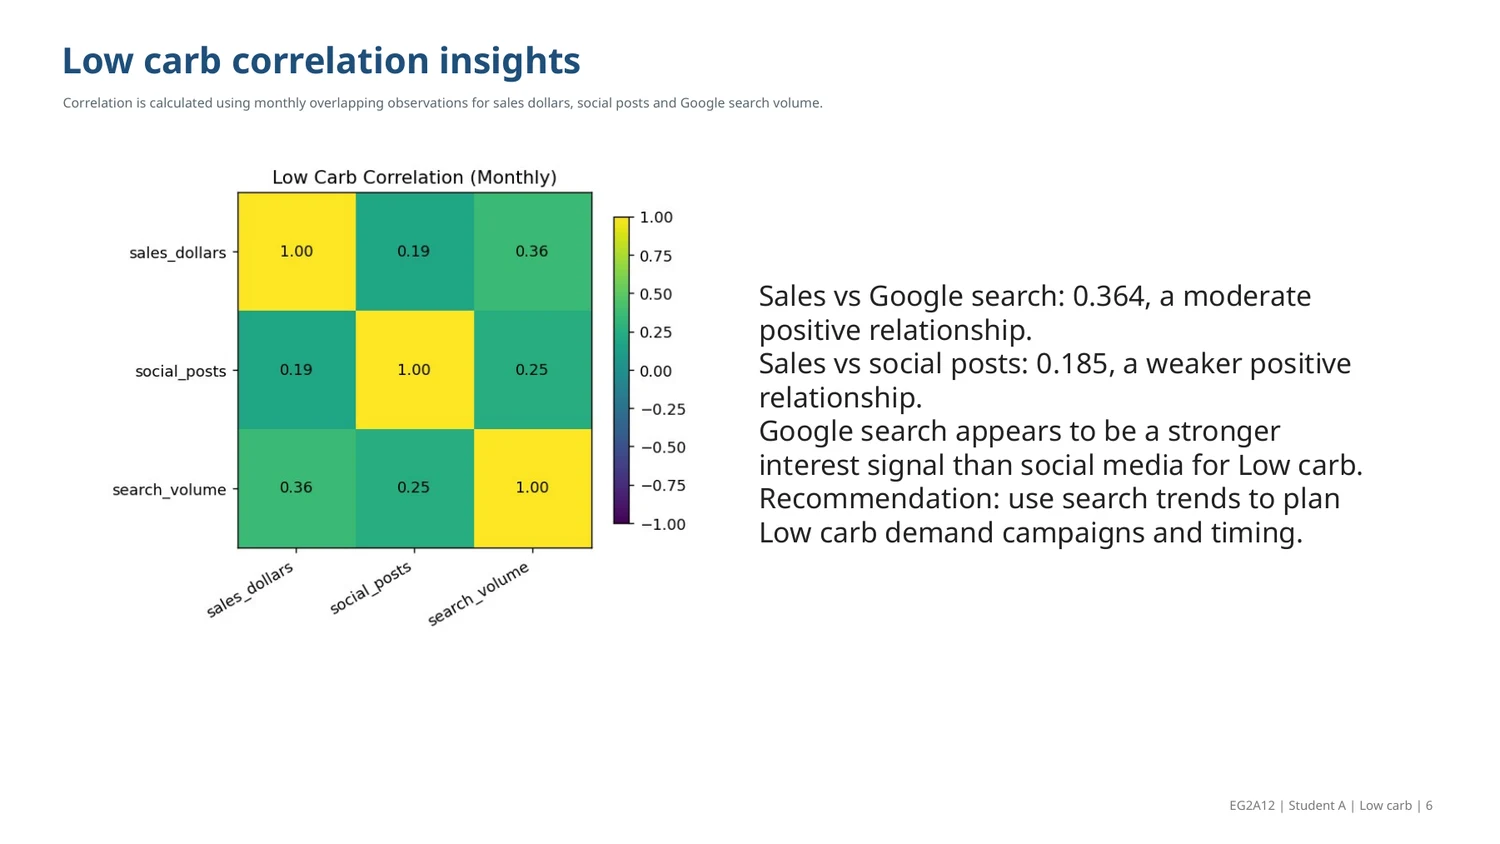 Low carb correlation insights
Correlation is calculated using monthly overlapping observations for sales dollars, social posts and Google search volume.
Low Carb Correlation (Monthly)
sales_dollars
1.00
0.19
0.36
social_posts
0.19
1.00
0.25
search_volume
0.36
0.25
1.00
sales_dollars
social_posts
search_volume
1.00
0.75
0.50
0.25
0.00
−0.25
−0.50
−0.75
−1.00
Sales vs Google search: 0.364, a moderate
positive relationship.
Sales vs social posts: 0.185, a weaker positive
relationship.
Google search appears to be a stronger
interest signal than social media for Low carb.
Recommendation: use search trends to plan
Low carb demand campaigns and timing.
EG2A12 | Student A | Low carb | 6